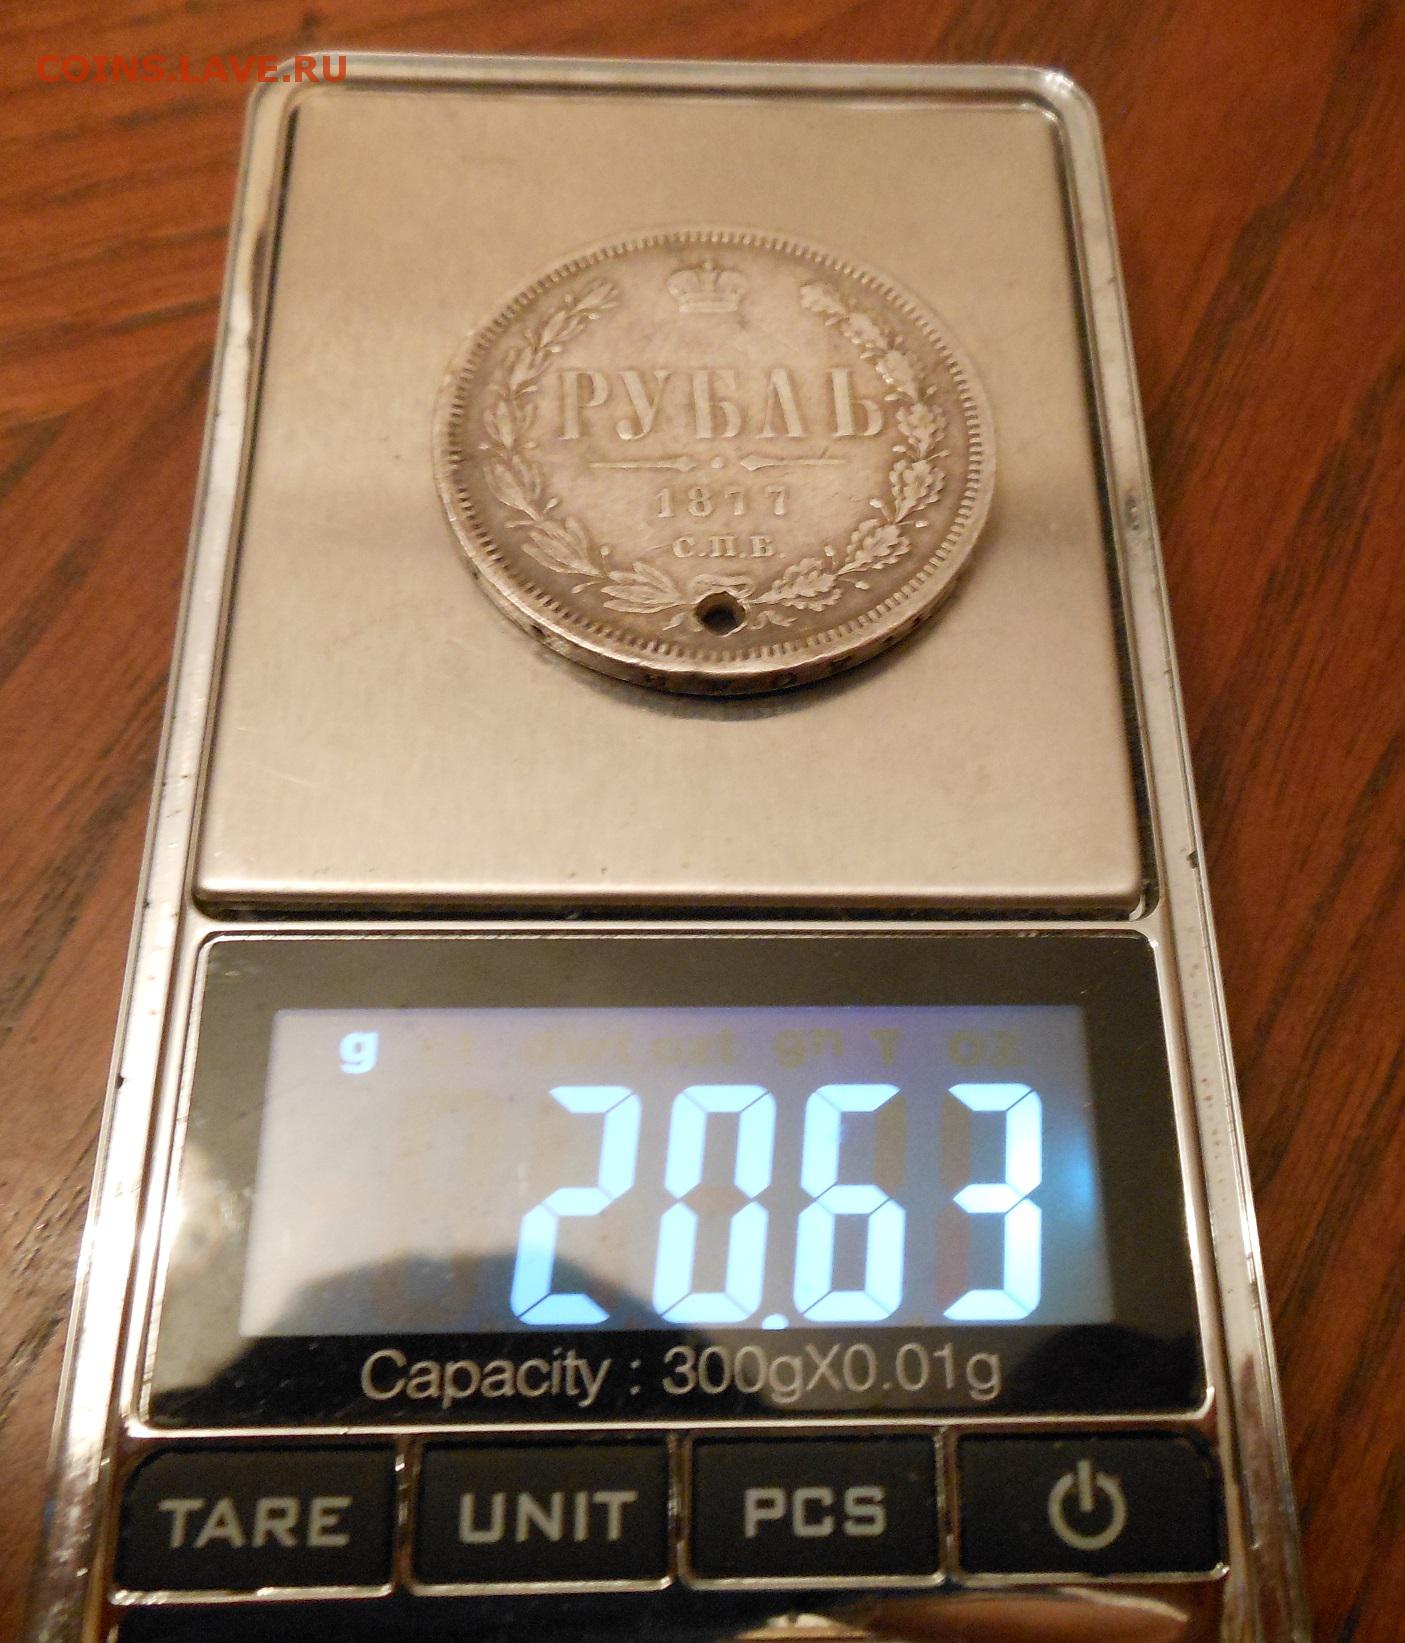 COINS.LAVE.RU
РУБЛЬ
1877
С.П.Б.
g
20.63
Capacity : 300gX0.01g
TARE UNIT PCS